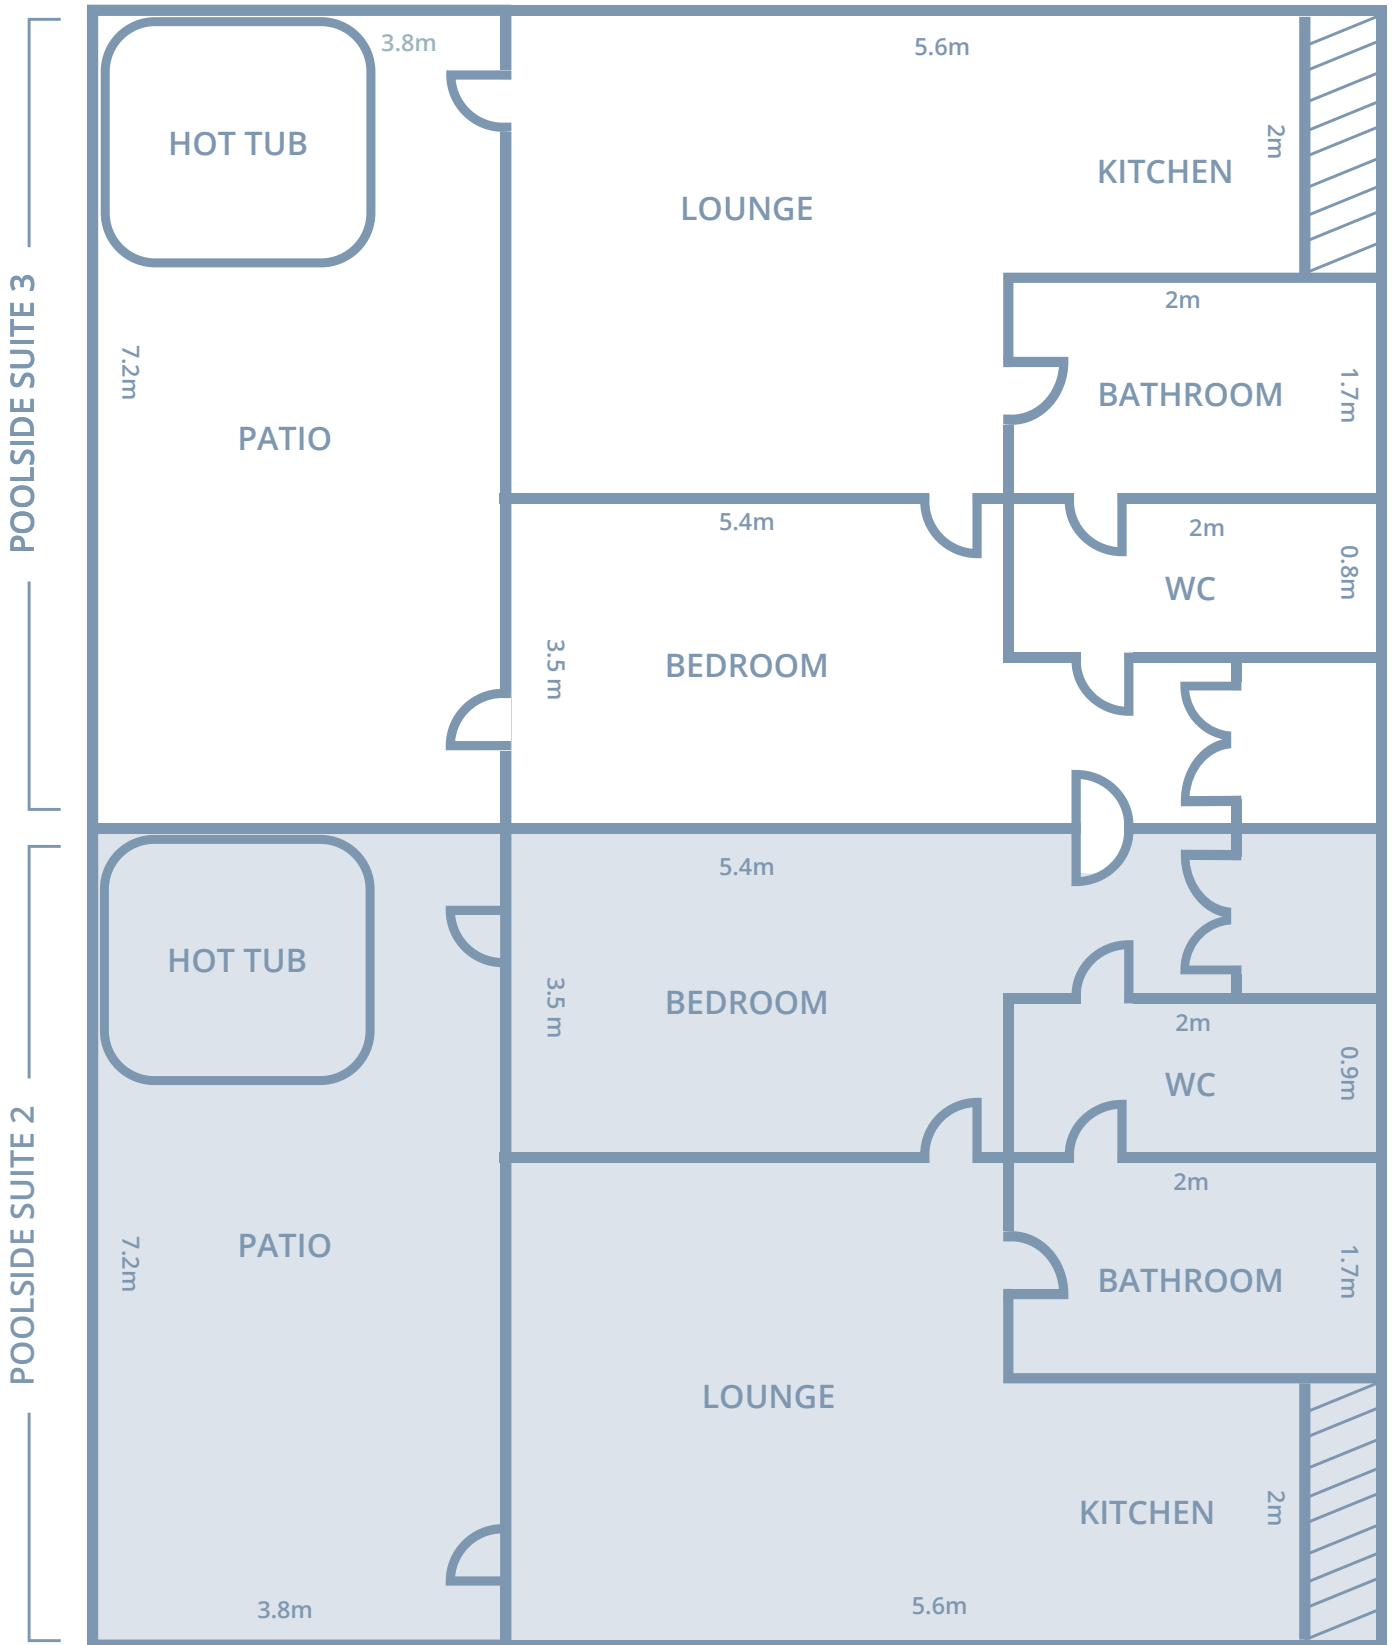 POOLSIDE SUITE 3
HOT TUB
3.8m
5.6m
2m
KITCHEN
LOUNGE
2m
7.2m
BATHROOM
1.7m
PATIO
5.4m
2m
0.8m
WC
3.5 m
BEDROOM
POOLSIDE SUITE 2
5.4m
HOT TUB
3.5 m
BEDROOM
2m
0.9m
WC
2m
7.2m
PATIO
BATHROOM
1.7m
LOUNGE
KITCHEN
2m
3.8m
5.6m